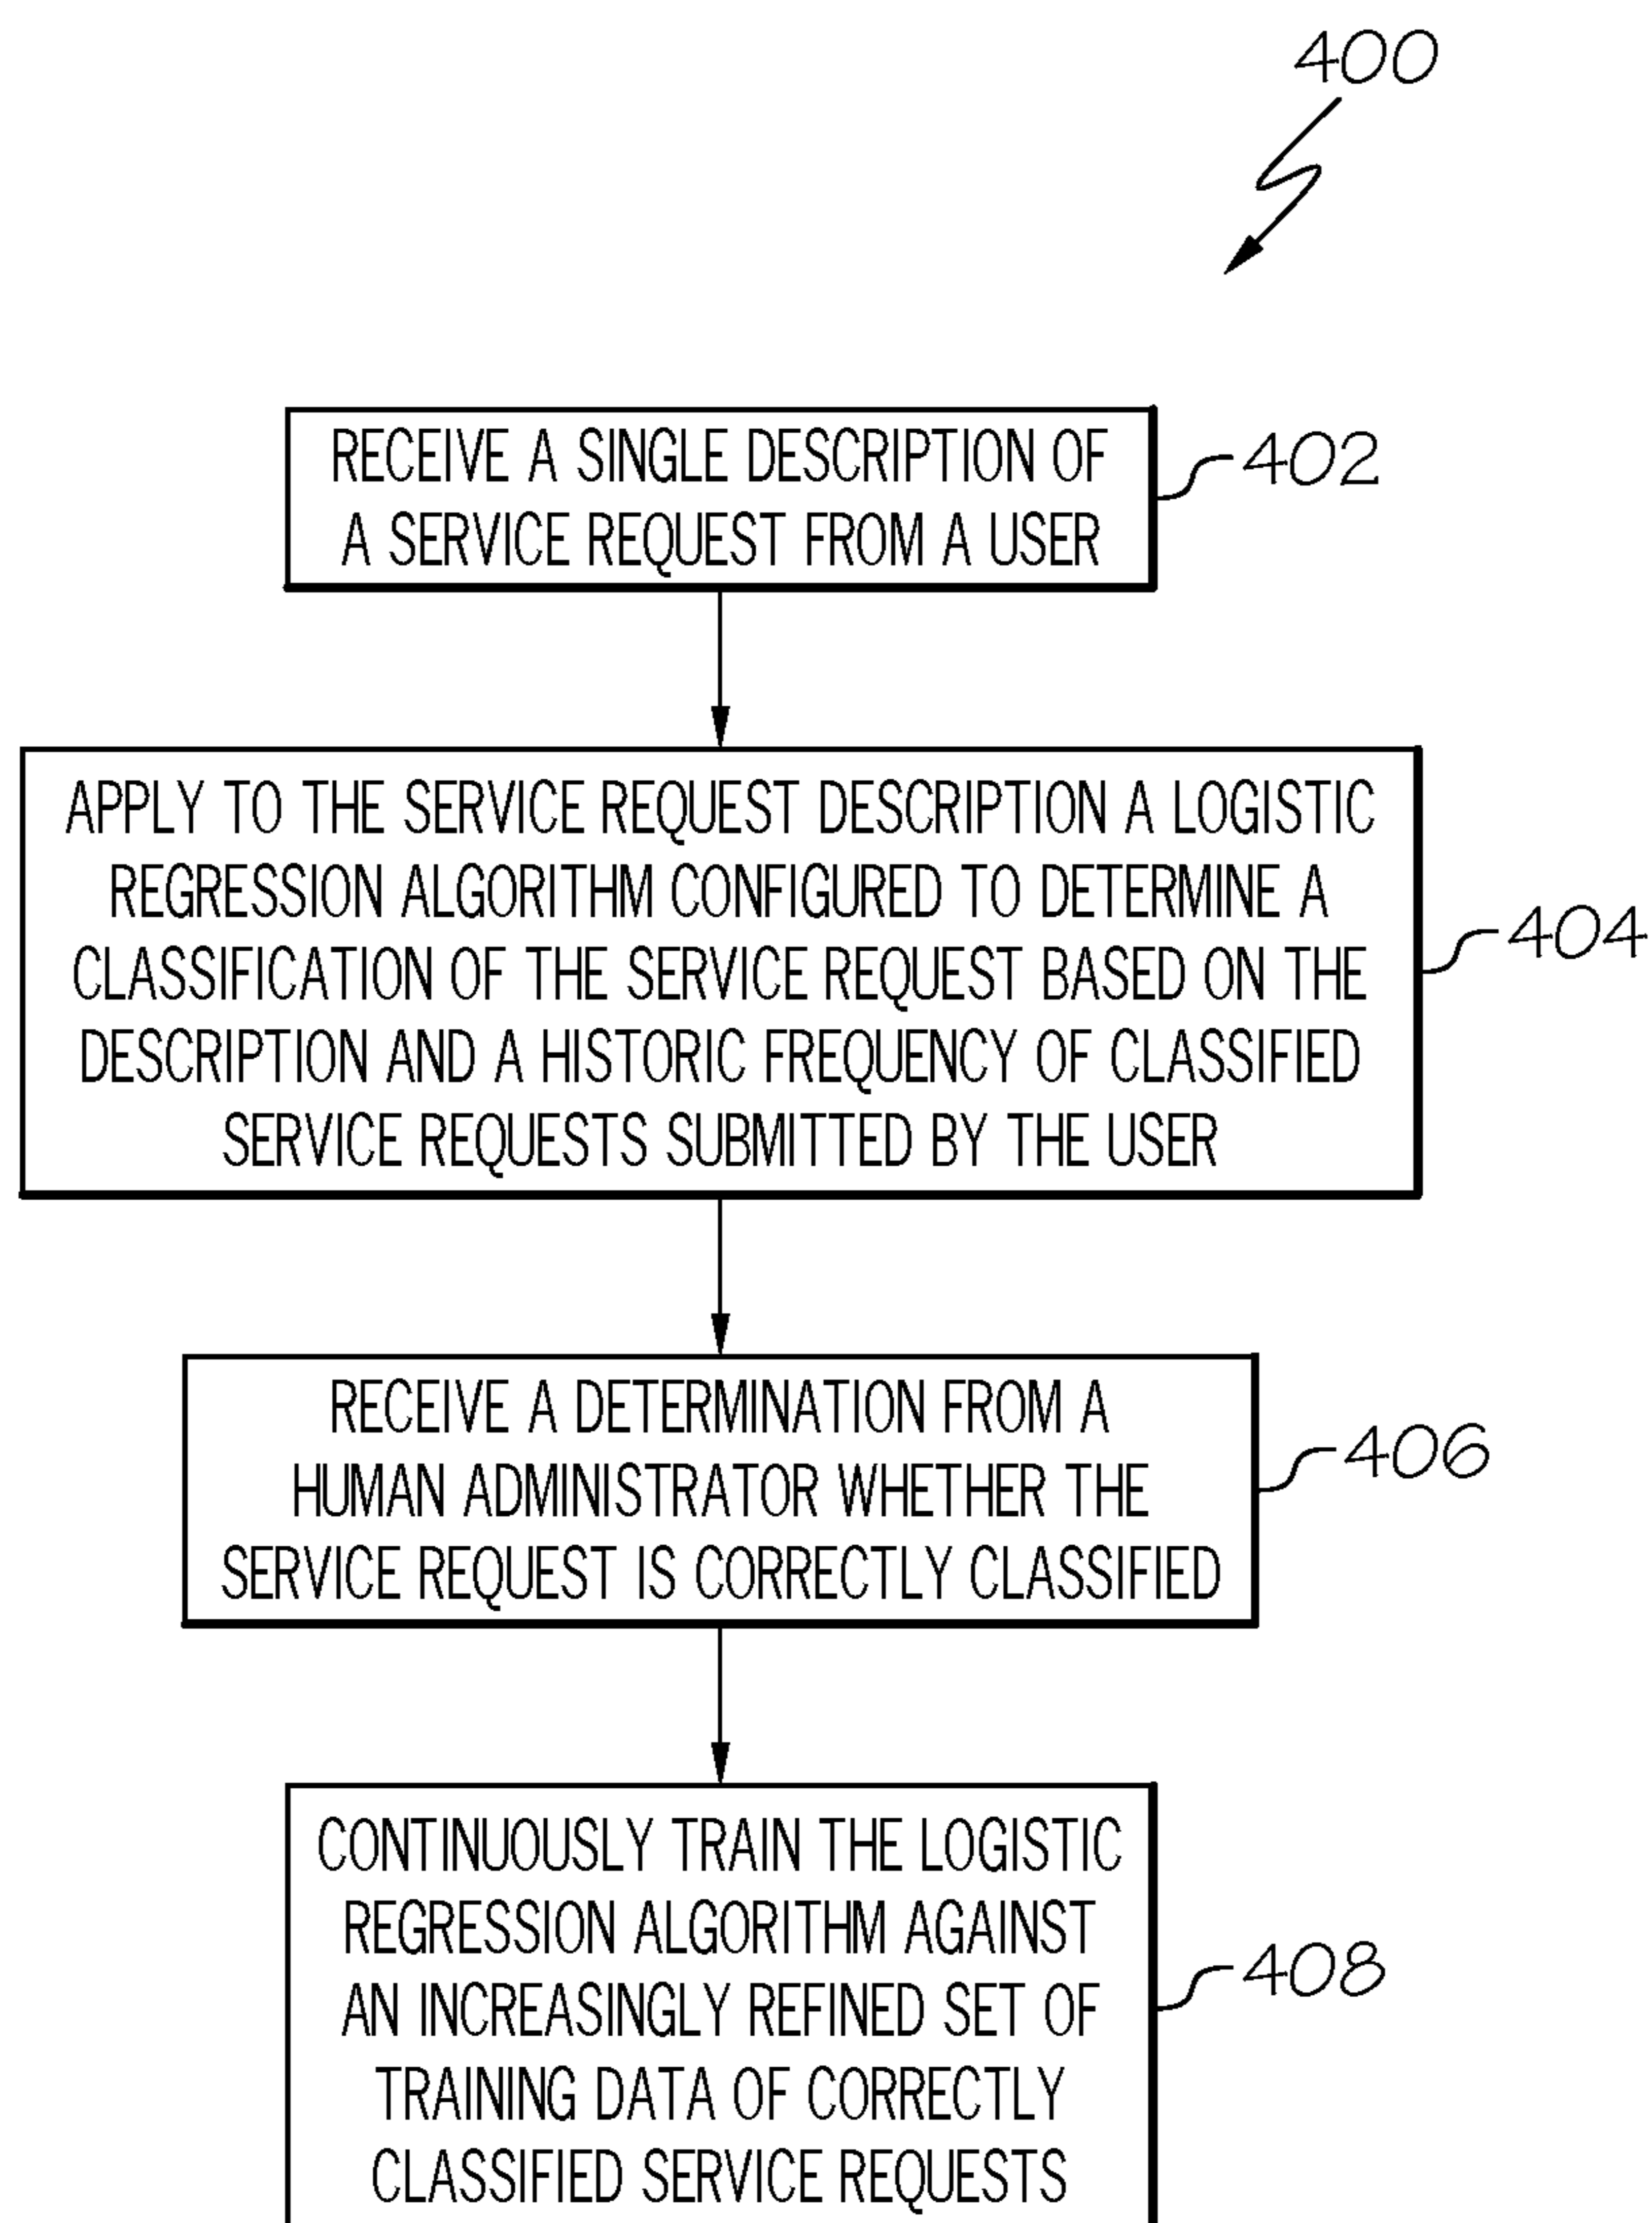 400
RECEIVE A SINGLE DESCRIPTION OF
A SERVICE REQUEST FROM A USER
402
APPLY TO THE SERVICE REQUEST DESCRIPTION A LOGISTIC
REGRESSION ALGORITHM CONFIGURED TO DETERMINE A
CLASSIFICATION OF THE SERVICE REQUEST BASED ON THE
DESCRIPTION AND A HISTORIC FREQUENCY OF CLASSIFIED
SERVICE REQUESTS SUBMITTED BY THE USER
404
RECEIVE A DETERMINATION FROM A
HUMAN ADMINISTRATOR WHETHER THE
SERVICE REQUEST IS CORRECTLY CLASSIFIED
406
CONTINUOUSLY TRAIN THE LOGISTIC
REGRESSION ALGORITHM AGAINST
AN INCREASINGLY REFINED SET OF
TRAINING DATA OF CORRECTLY
CLASSIFIED SERVICE REQUESTS
408